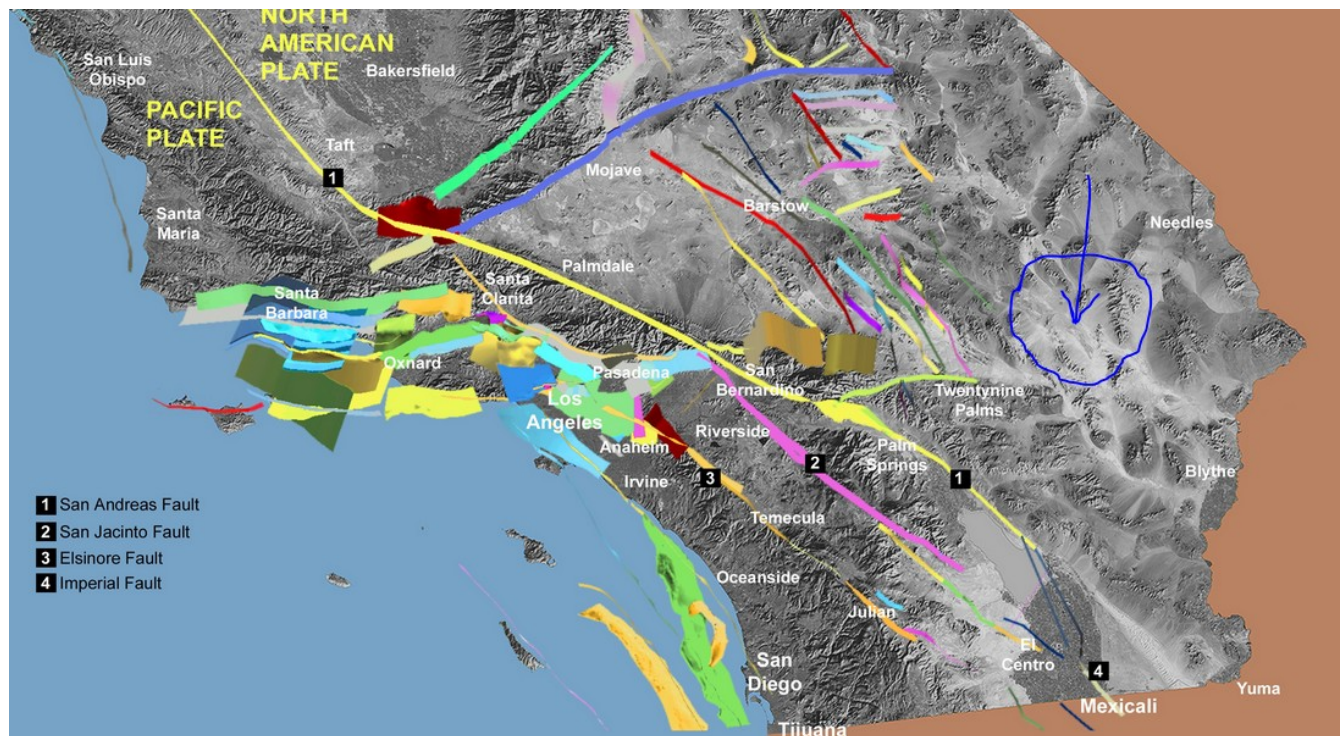 NORTH
AMERICAN
PLATE
San Luis
Obispo
Bakersfield
PACIFIC
PLATE
Taft
1
Mojave
Santa
Maria
Barstow
Needles
Palmdale
Santa
Clarita
Santa
Barbara
Oxnard
Pasadena
San
Bernardino
Twentynine
Palms
Los
Angeles
Riverside
Anaheim
Palm
Springs
2
1
3
Blythe
Irvine
1 San Andreas Fault
2 San Jacinto Fault
3 Elsinore Fault
4 Imperial Fault
Temecula
Oceanside
Julian
El
Centro
4
San
Diego
Mexicali
Yuma
Tijuana